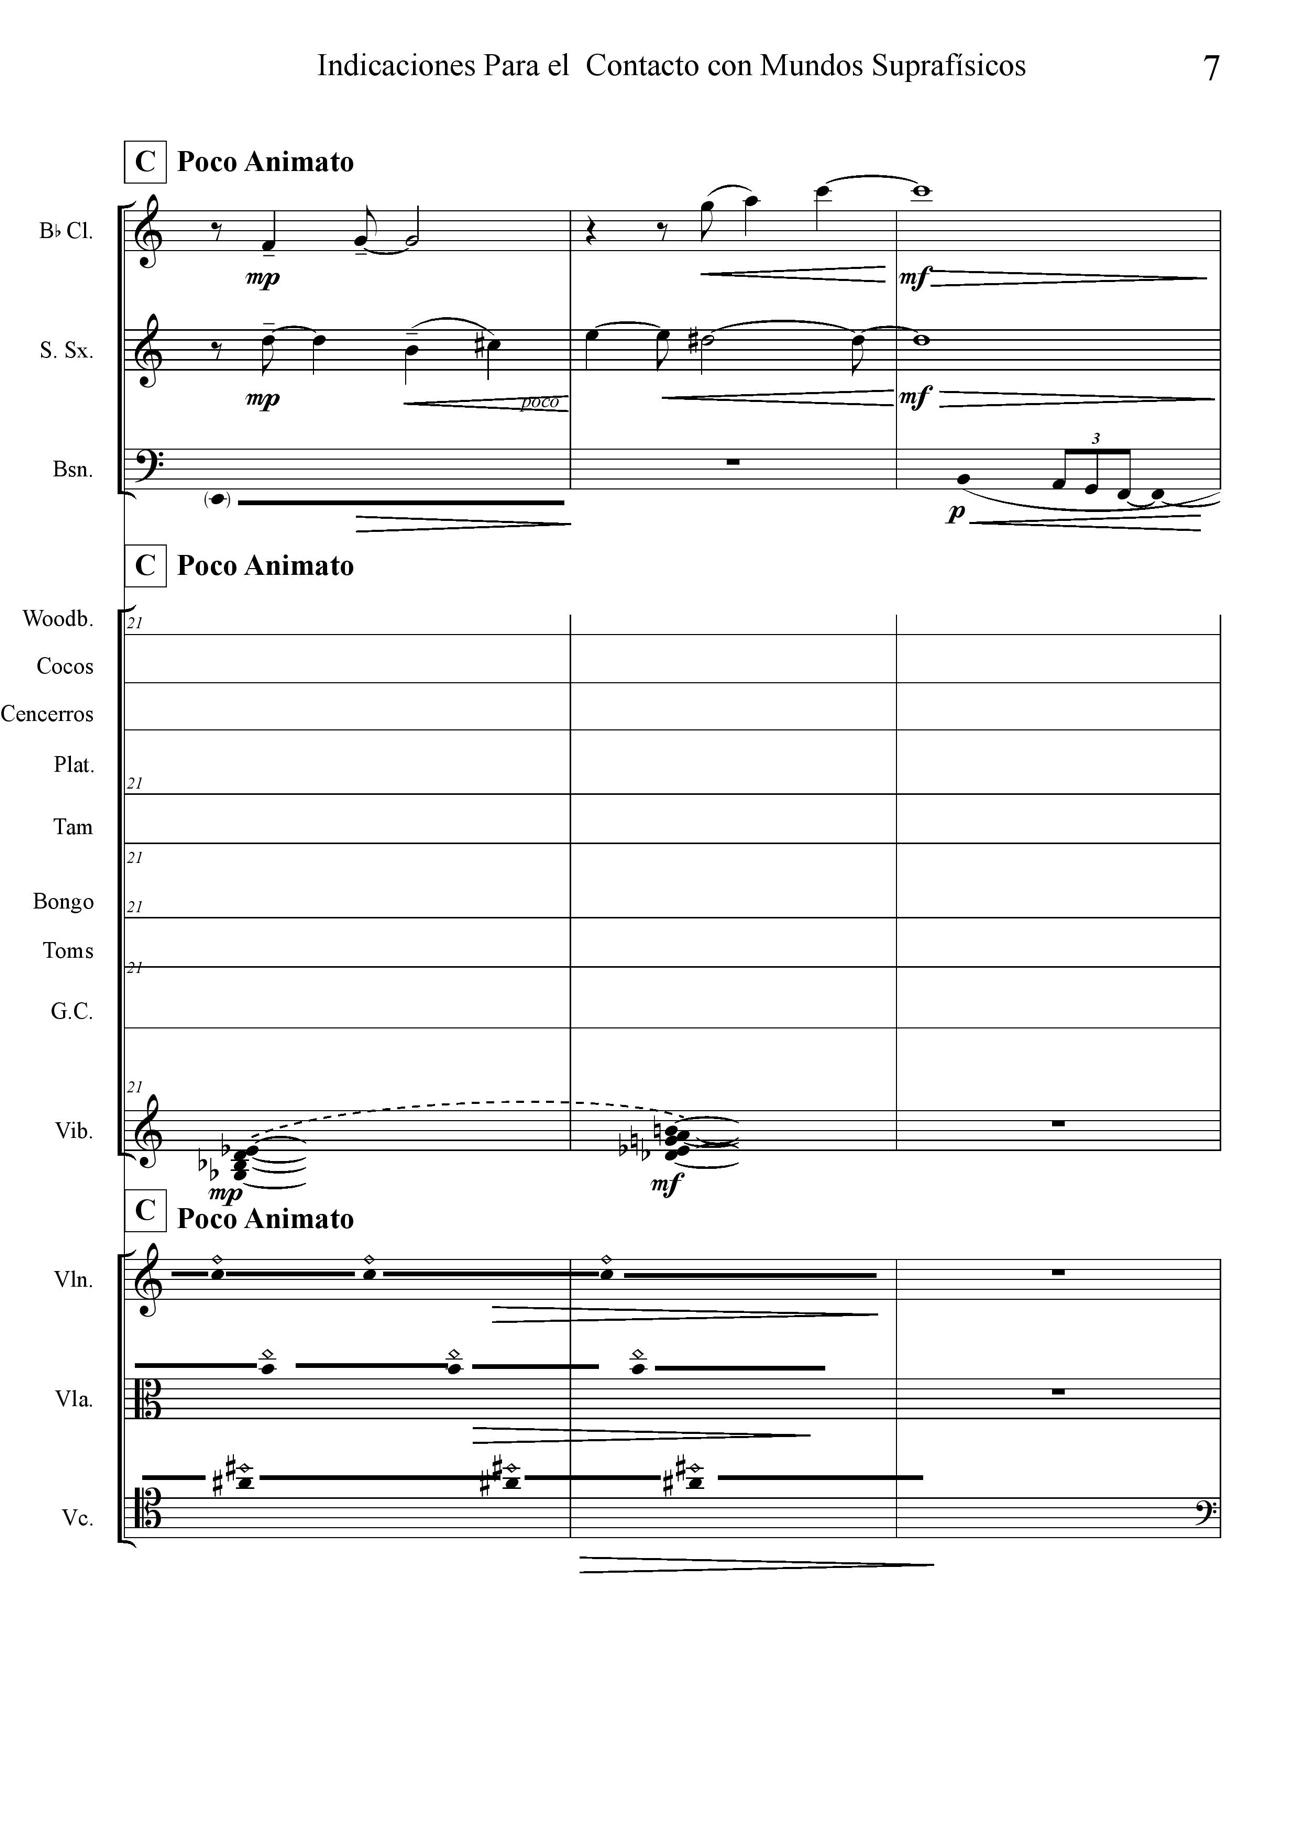 Indicaciones Para el  Contacto con Mundos Suprafísicos
7
C Poco Animato
B♭ Cl.
mp
mf
S. Sx.
mp
poco
mf
Bsn.
3
p
C Poco Animato
Woodb.
21
Cocos
Cencerros
Plat.
21
Tam
21
Bongo
21
Toms
21
G.C.
21
Vib.
mp
mf
C Poco Animato
Vln.
Vla.
Vc.